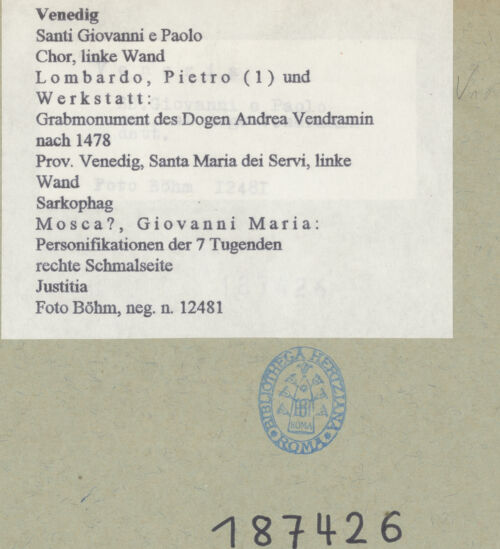 Venedig
Santi Giovanni e Paolo
Chor, linke Wand
Lombardo, Pietro (1) und
Werkstatt:
Grabmonument des Dogen Andrea Vendramin
nach 1478
Prov. Venedig, Santa Maria dei Servi, linke
Wand
Sarkophag
Mosca?, Giovanni Maria:
Personifikationen der 7 Tugenden
rechte Schmalseite
Justitia
Foto Böhm, neg. n. 12481
BIBLIOTHECA HERTZIANA
ROMA
ROMA
187426